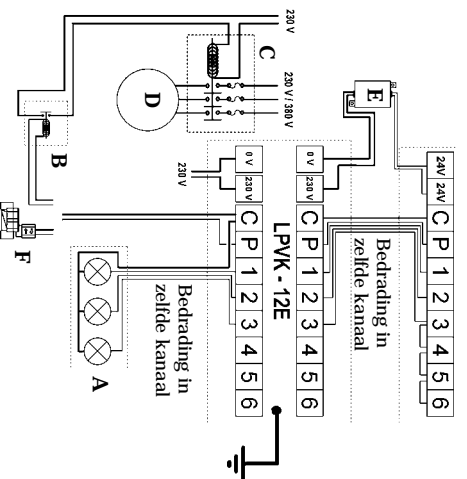 24V 24V C P 1 2 3 4 5 6
Bedrading in
zelfde kanaal
E
0 V 230 V C P 1 2 3 4 5 6
LPVK - 12E
0 V 230 V C P 1 2 3 4 5 6
230 V / 380 V
230 V
230 V
C
D
B
F
Bedrading in
zelfde kanaal
A